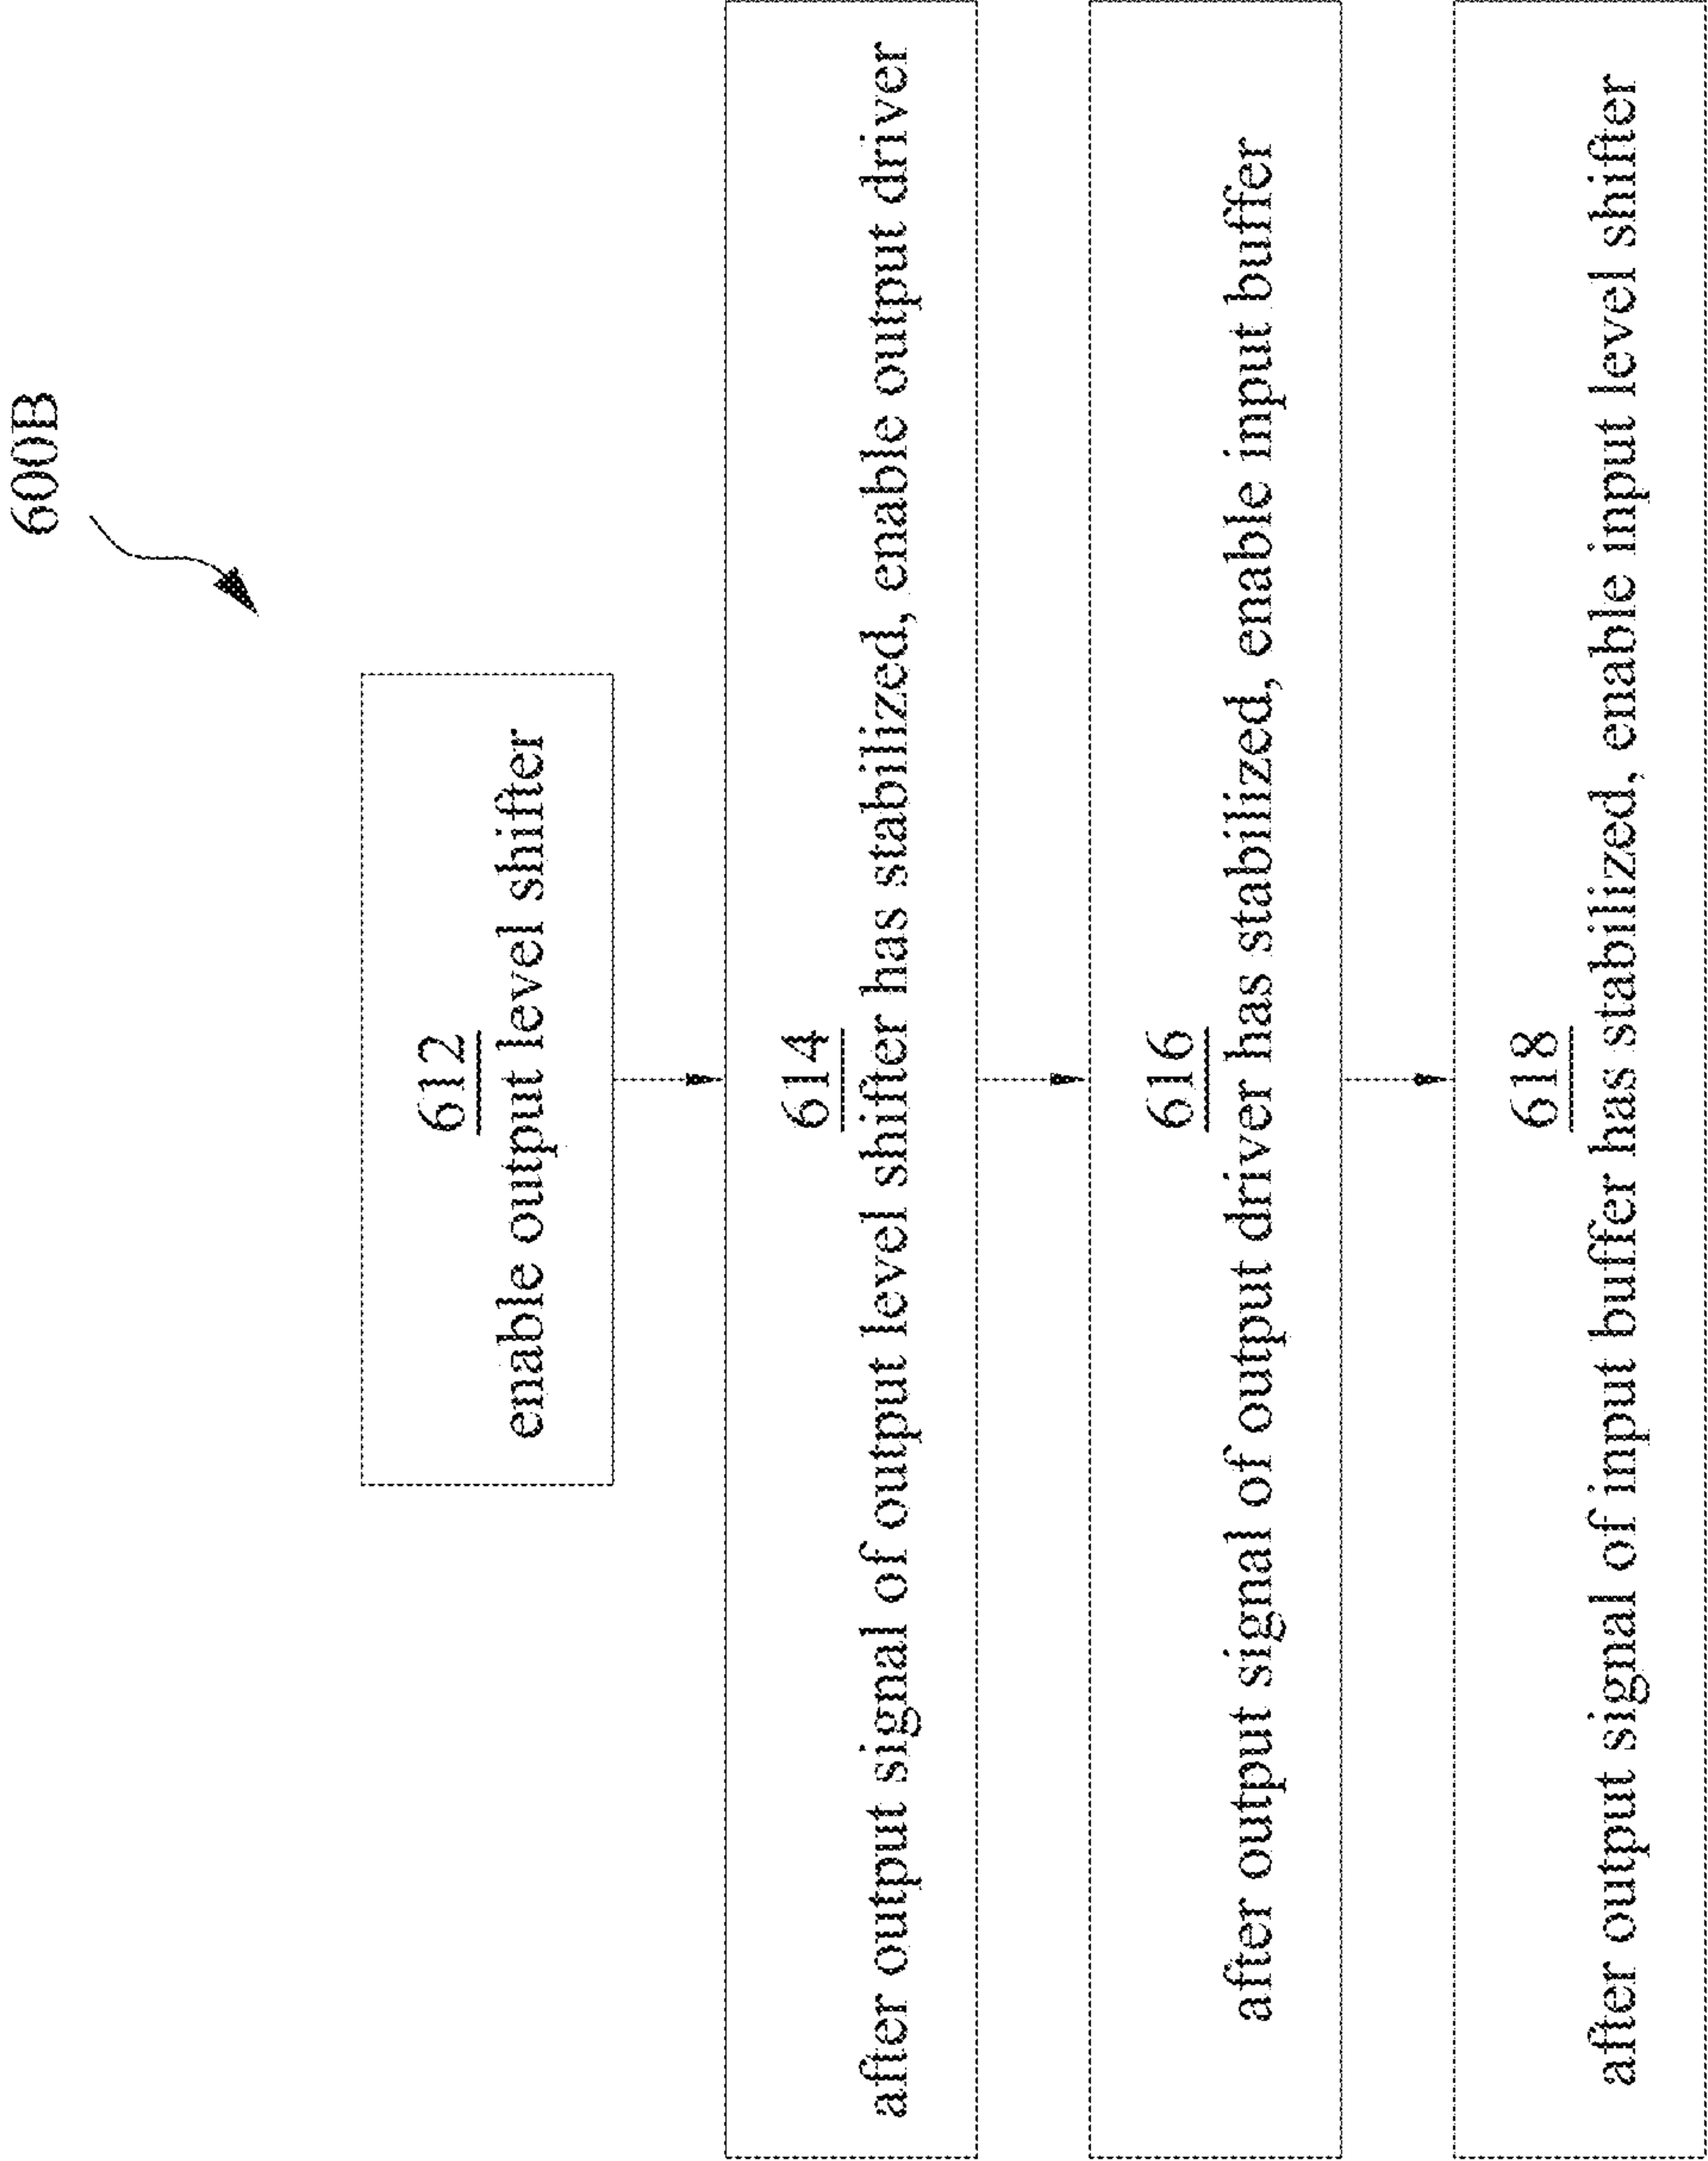 600B
612
enable output level shifter
614
after output signal of output level shifter has stabilized, enable output driver
616
after output signal of output driver has stabilized, enable input buffer
618
after output signal of input buffer has stabilized, enable input level shifter